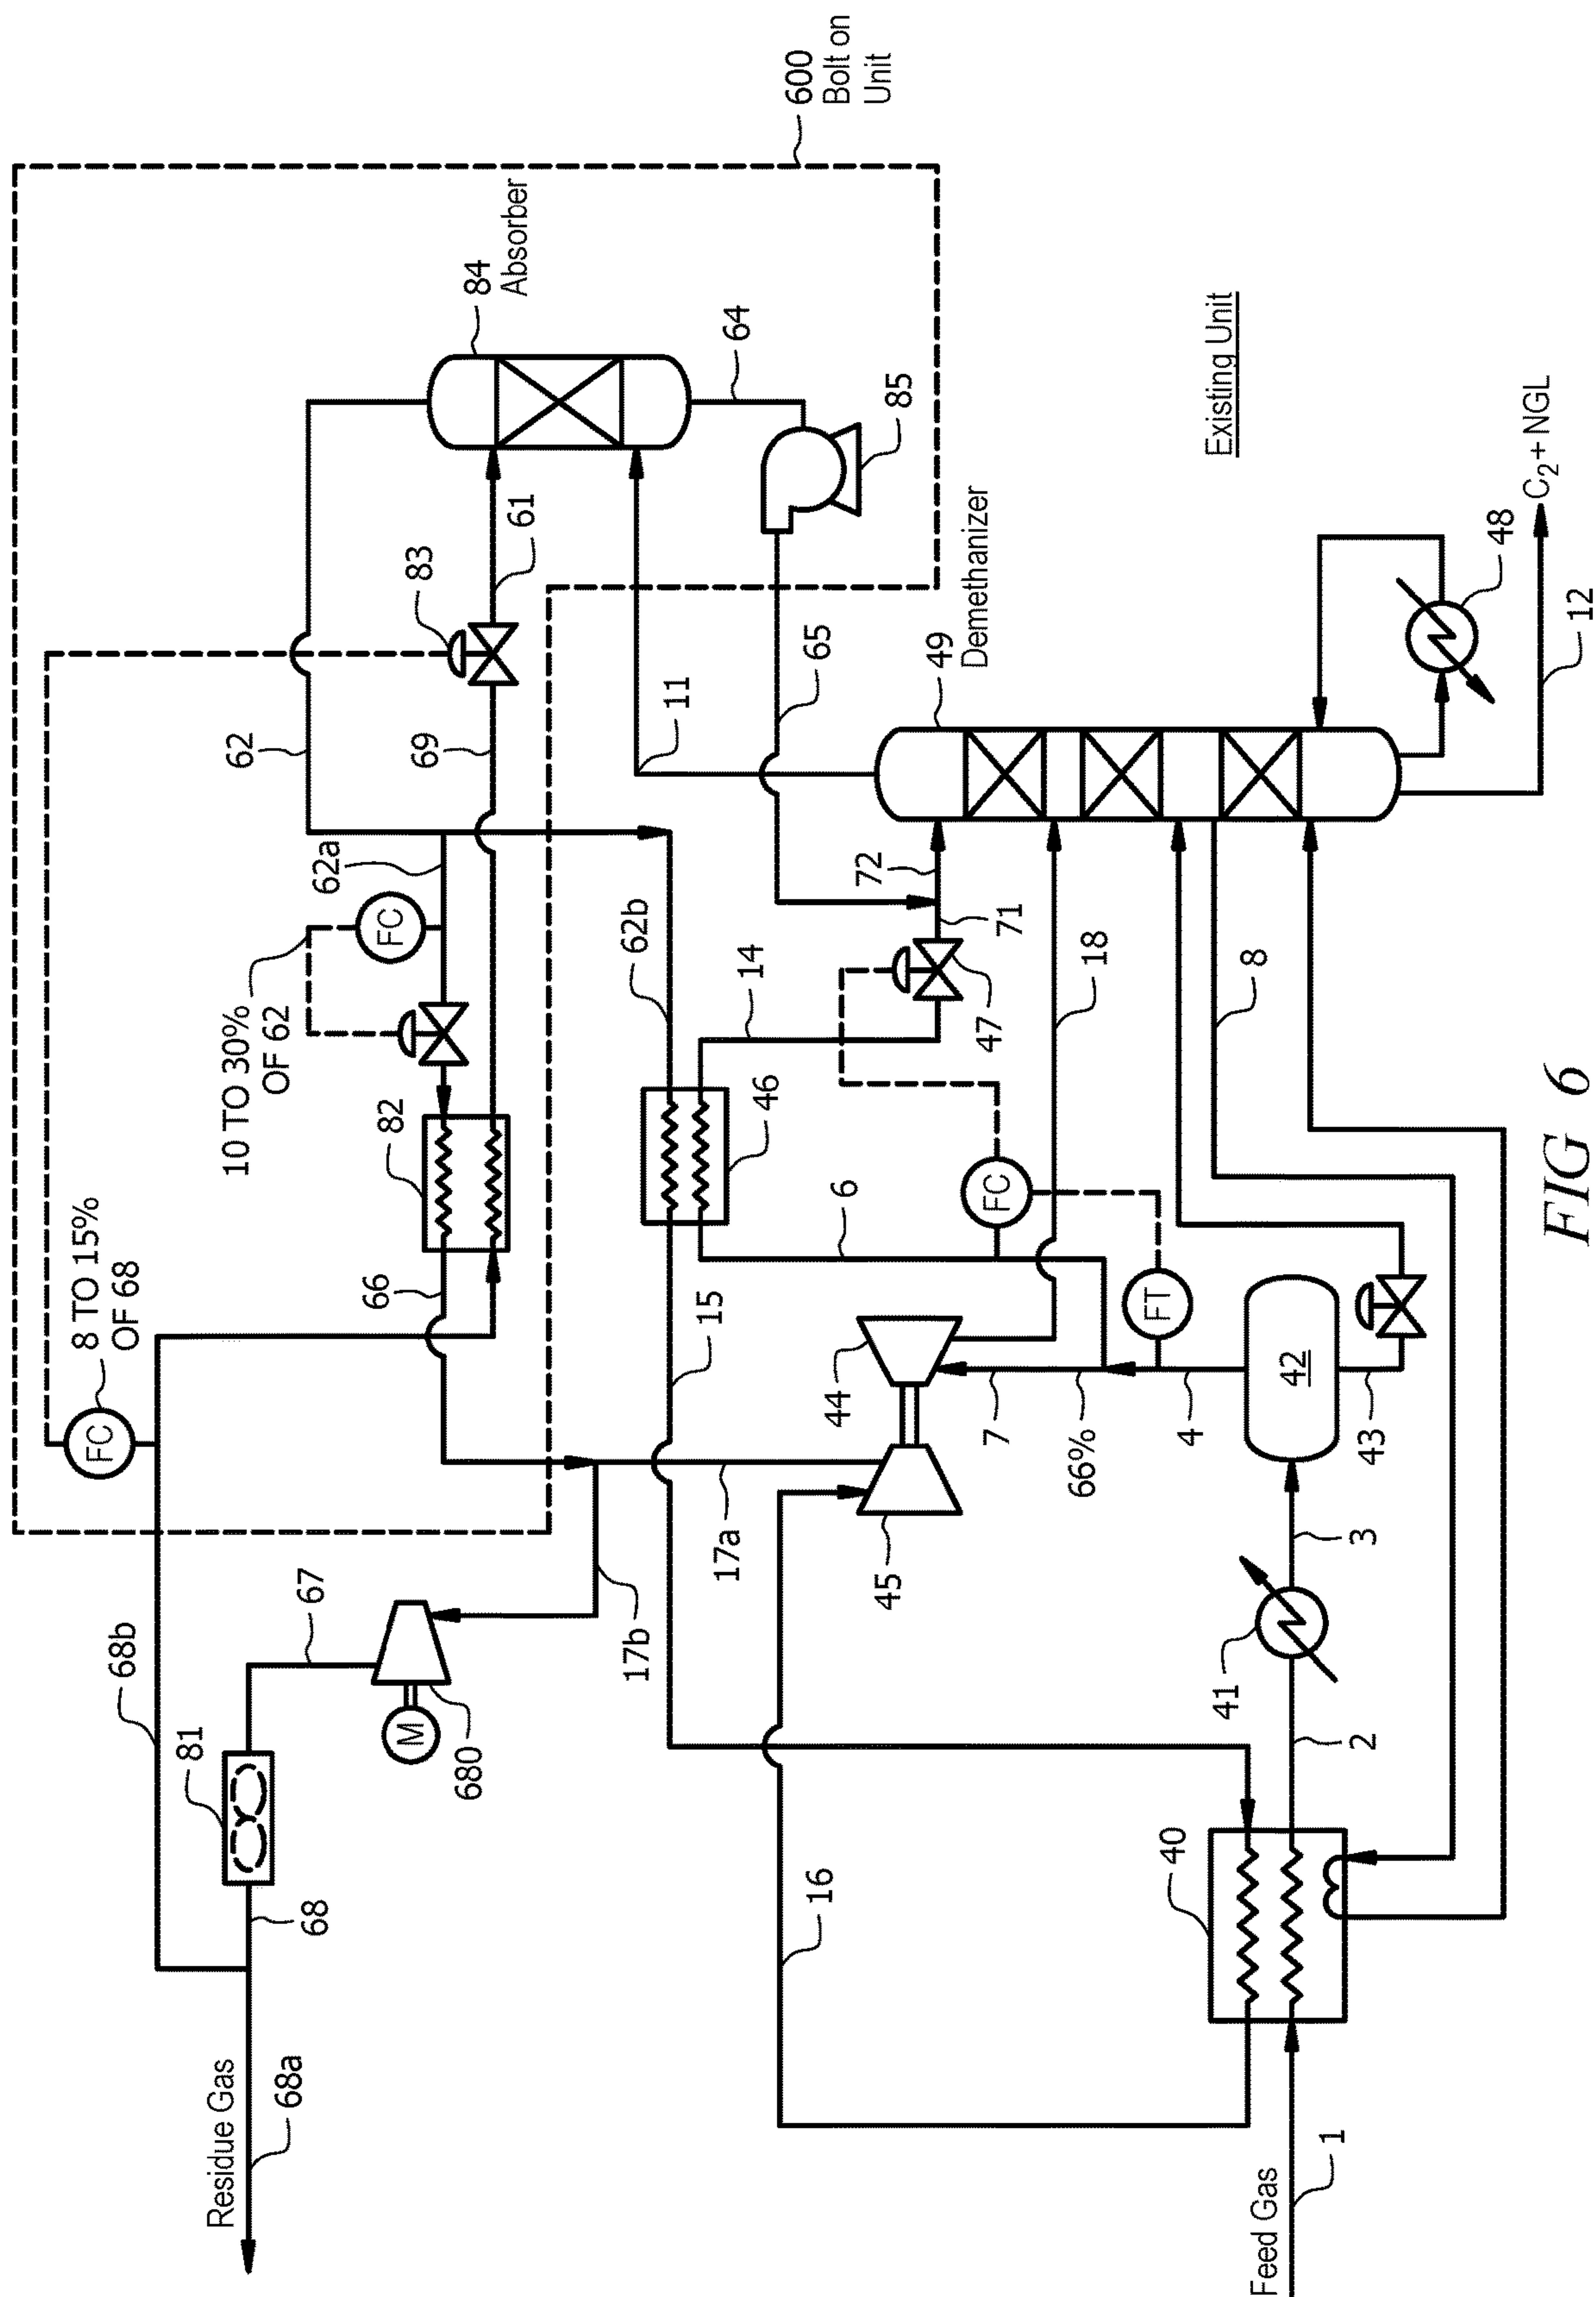 600
Bolt on
Unit
84
Absorber
64
85
83
61
62
69
11
65
62a
FC
10 TO 30%
OF 62
82
66
FC
8 TO 15%
OF 68
68b
67
M
680
81
68
Residue Gas
68a
Existing Unit
49
Demethanizer
72
71
47
14
62b
46
6
15
FC
FT
18
8
48
C₂+NGL
12
44
45
17a
17b
7
66%
4
42
43
3
41
2
16
40
Feed Gas
1
FIG 6